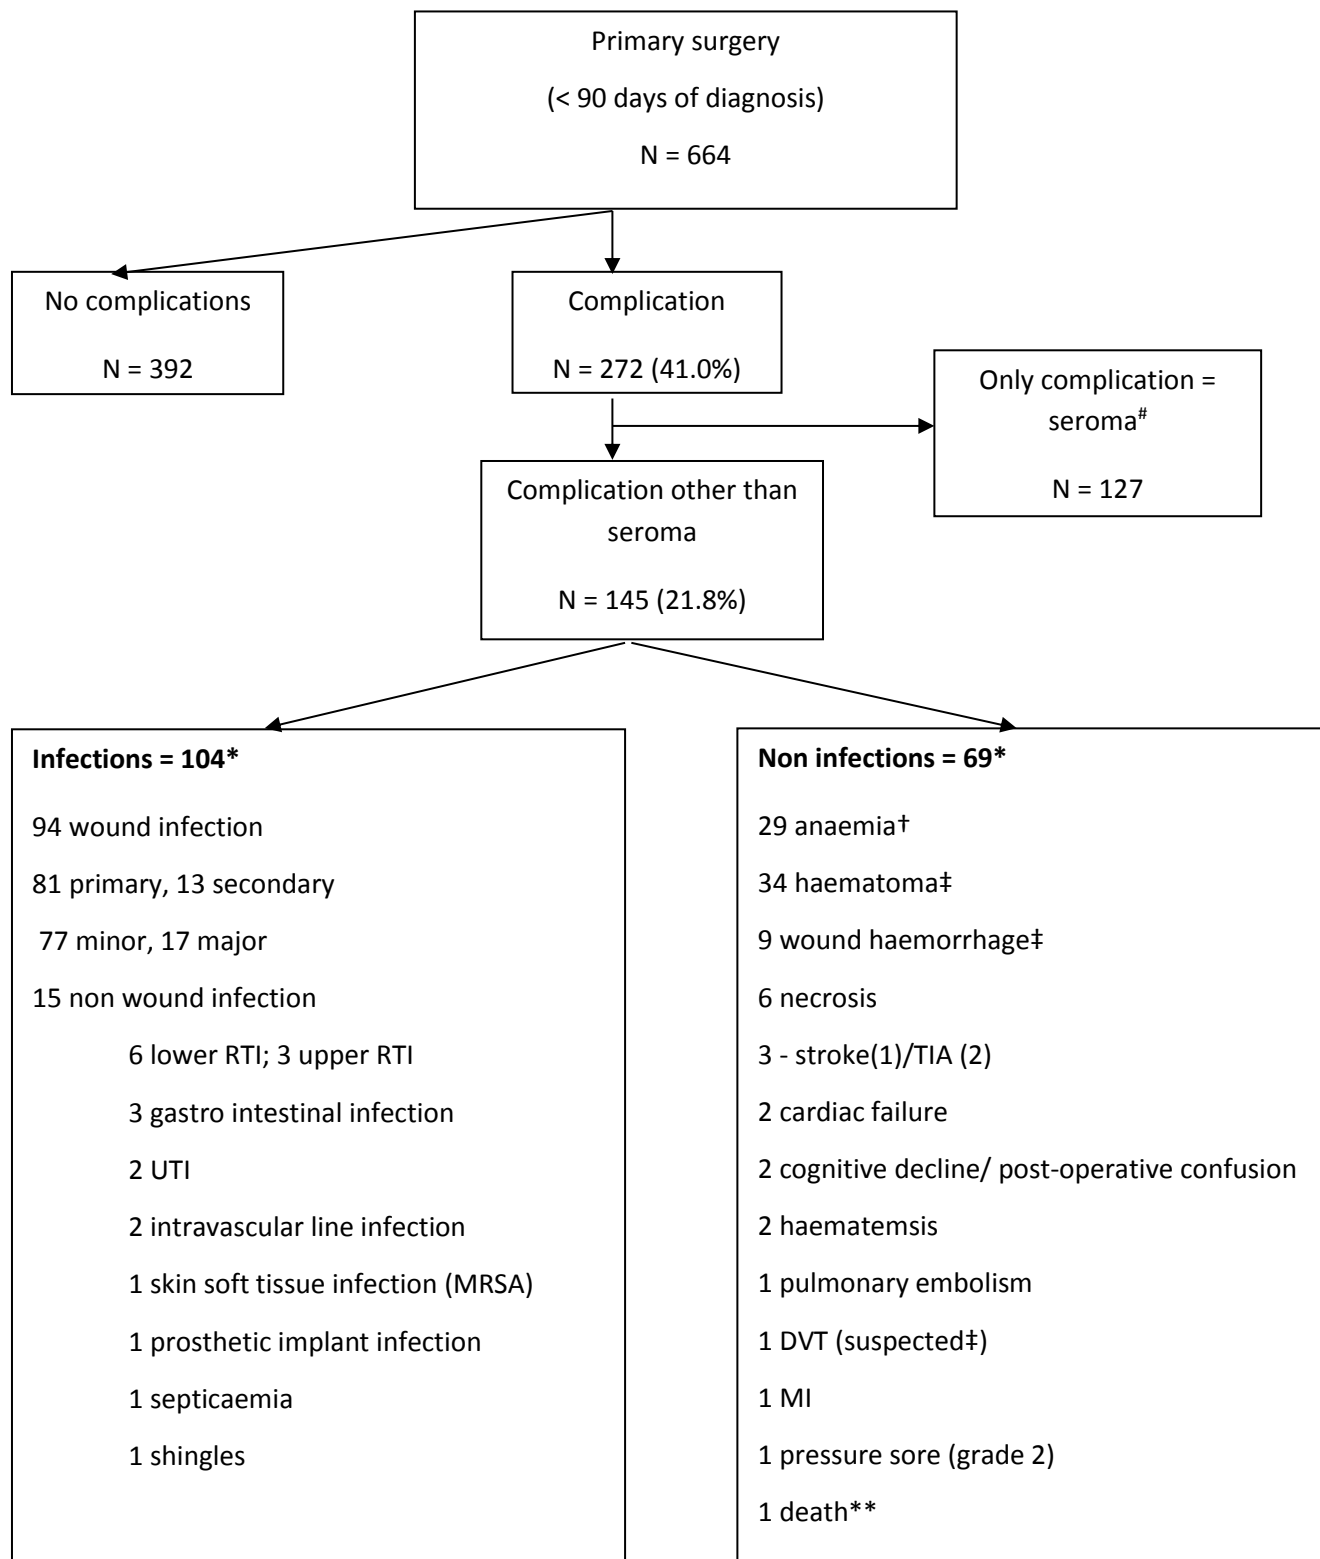 Primary surgery
(< 90 days of diagnosis)
N = 664
No complications
N = 392
Complication
N = 272 (41.0%)
Only complication =
seroma#
N = 127
Complication other than
seroma
N = 145 (21.8%)
Infections = 104*
94 wound infection
81 primary, 13 secondary
77 minor, 17 major
15 non wound infection
6 lower RTI; 3 upper RTI
3 gastro intestinal infection
2 UTI
2 intravascular line infection
1 skin soft tissue infection (MRSA)
1 prosthetic implant infection
1 septicaemia
1 shingles
Non infections = 69*
29 anaemia†
34 haematoma‡
9 wound haemorrhage‡
6 necrosis
3 - stroke(1)/TIA (2)
2 cardiac failure
2 cognitive decline/ post-operative confusion
2 haematemsis
1 pulmonary embolism
1 DVT (suspected‡)
1 MI
1 pressure sore (grade 2)
1 death**